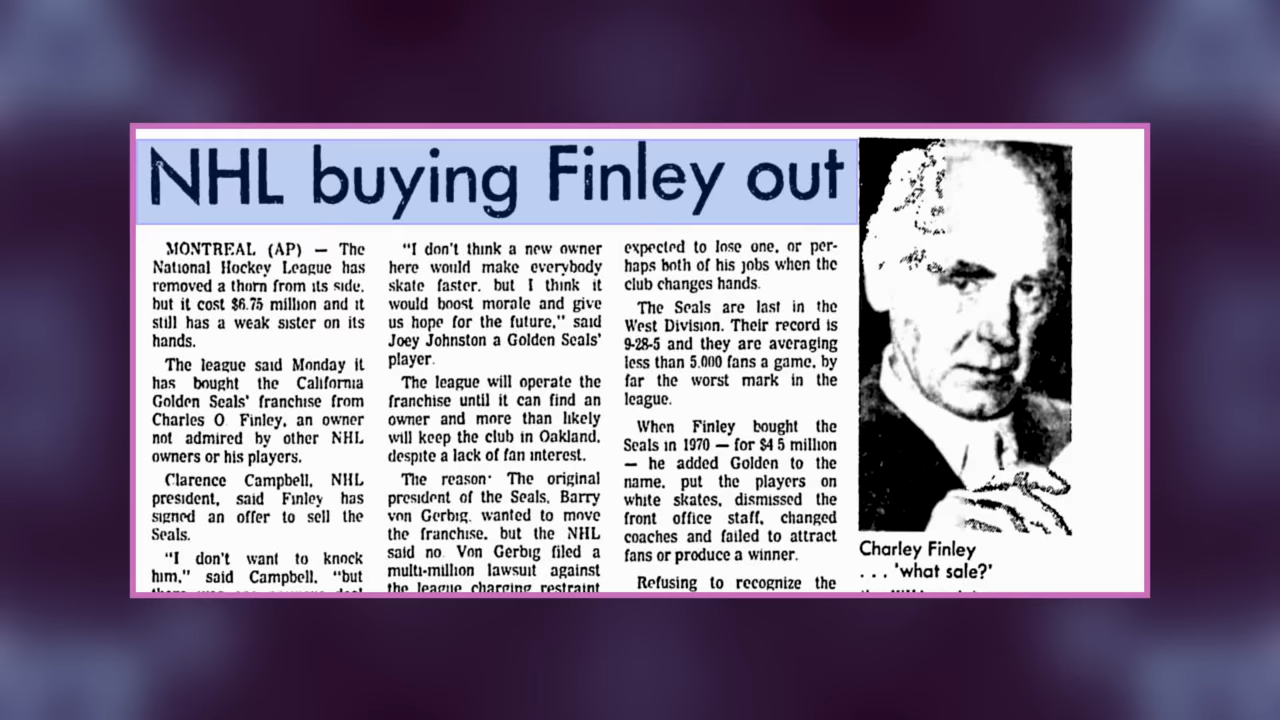 NHL buying Finley out
MONTREAL (AP) — The
National Hockey League has
removed a thorn from its side,
but it cost $6.75 million and it
still has a weak sister on its
hands.
The league said Monday it
has bought the California
Golden Seals' franchise from
Charles O Finley, an owner
not admired by other NHL
owners or his players.
Clarence Campbell, NHL
president, said Finley has
signed an offer to sell the
Seals.
"I don't want to knock
him," said Campbell, "but
"I don't think a new owner
here would make everybody
skate faster, but I think it
would boost morale and give
us hope for the future," said
Joey Johnston a Golden Seals'
player.
The league will operate the
franchise until it can find an
owner and more than likely
will keep the club in Oakland,
despite a lack of fan interest.
The reason: The original
president of the Seals, Barry
von Gerbig, wanted to move
the franchise, but the NHL
said no. Von Gerbig filed a
multi-million lawsuit against
the league charging restraint
expected to lose one, or per-
haps both of his jobs when the
club changes hands.
The Seals are last in the
West Division. Their record is
9-28-5 and they are averaging
less than 5,000 fans a game, by
far the worst mark in the
league.
When Finley bought the
Seals in 1970 — for $4 5 million
— he added Golden to the
name, put the players on
white skates, dismissed the
front office staff, changed
coaches and failed to attract
fans or produce a winner.
Refusing to recognize the
Charley Finley
. . . 'what sale?'